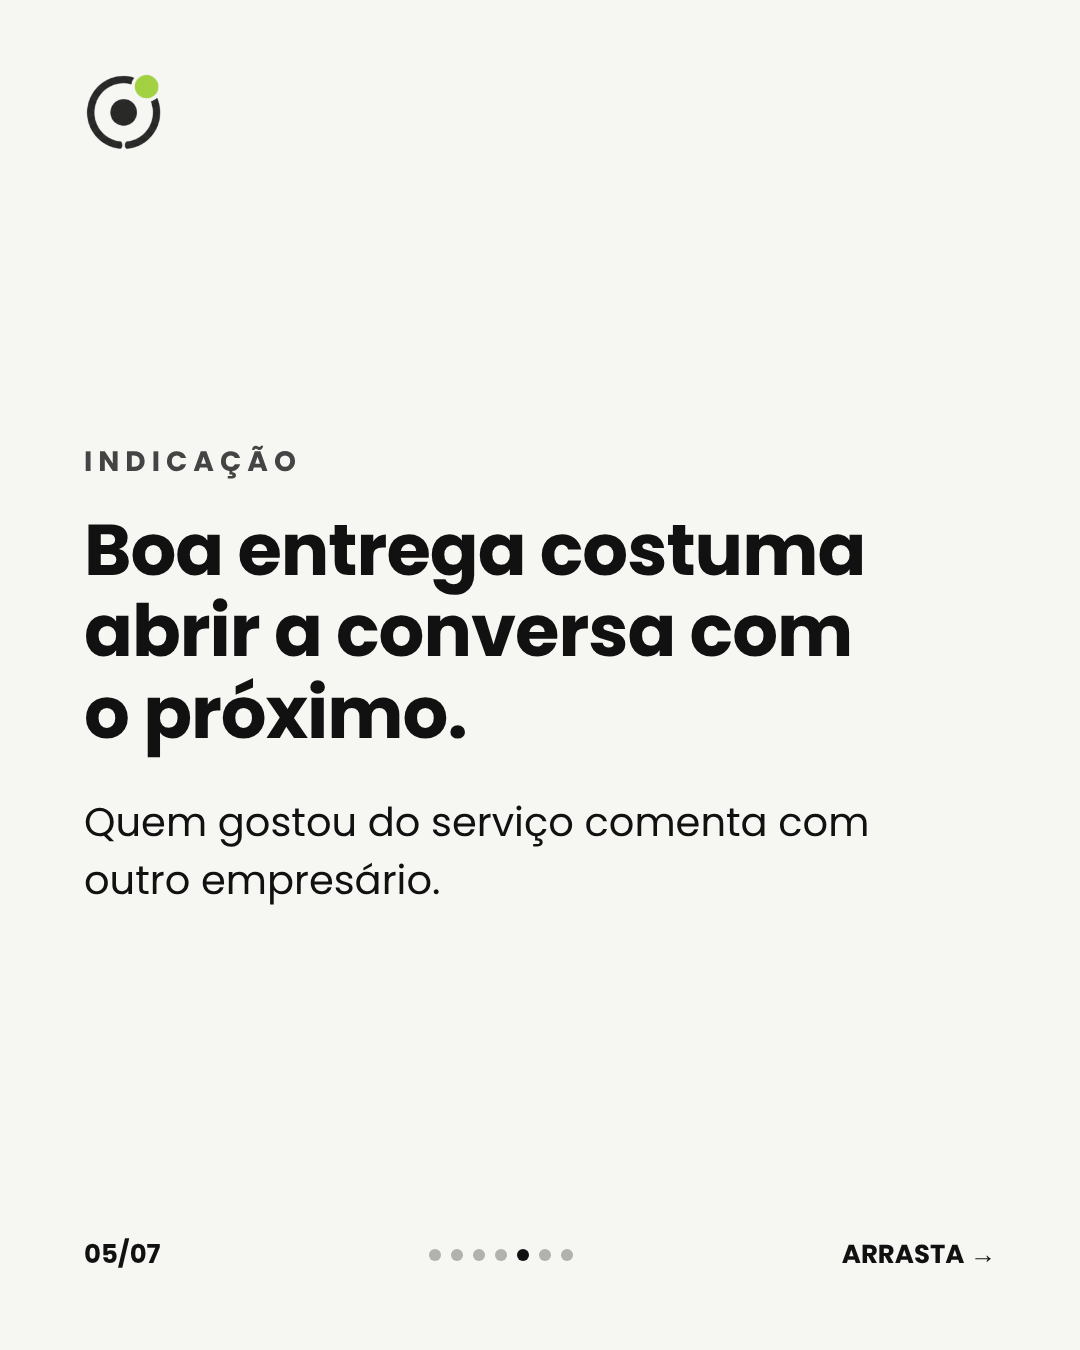 INDICAÇÃO
Boa entrega costuma
abrir a conversa com
o próximo.
Quem gostou do serviço comenta com
outro empresário.
05/07
ARRASTA →